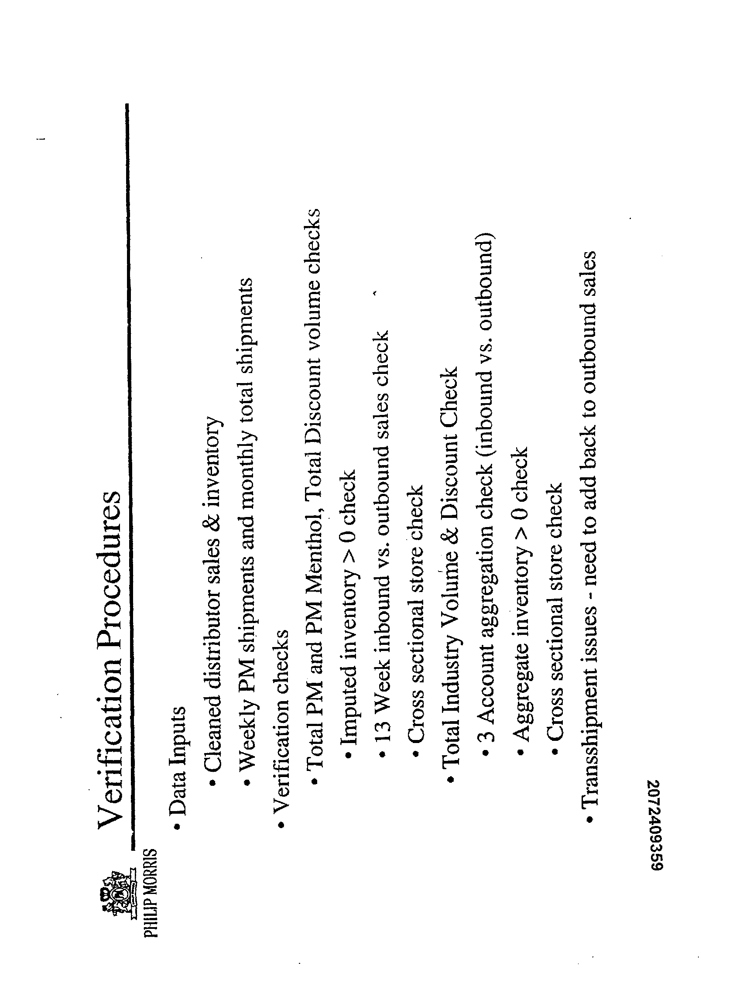 Verification Procedures
PHILIP MORRIS
• Data Inputs
• Cleaned distributor sales & inventory
• Weekly PM shipments and monthly total shipments
• Verification checks
• Total PM and PM Menthol, Total Discount volume checks
• Imputed inventory > 0 check
• 13 Week inbound vs. outbound sales check
• Cross sectional store check
• Total Industry Volume & Discount Check
• 3 Account aggregation check (inbound vs. outbound)
• Aggregate inventory > 0 check
• Cross sectional store check
• Transshipment issues - need to add back to outbound sales
2072409359